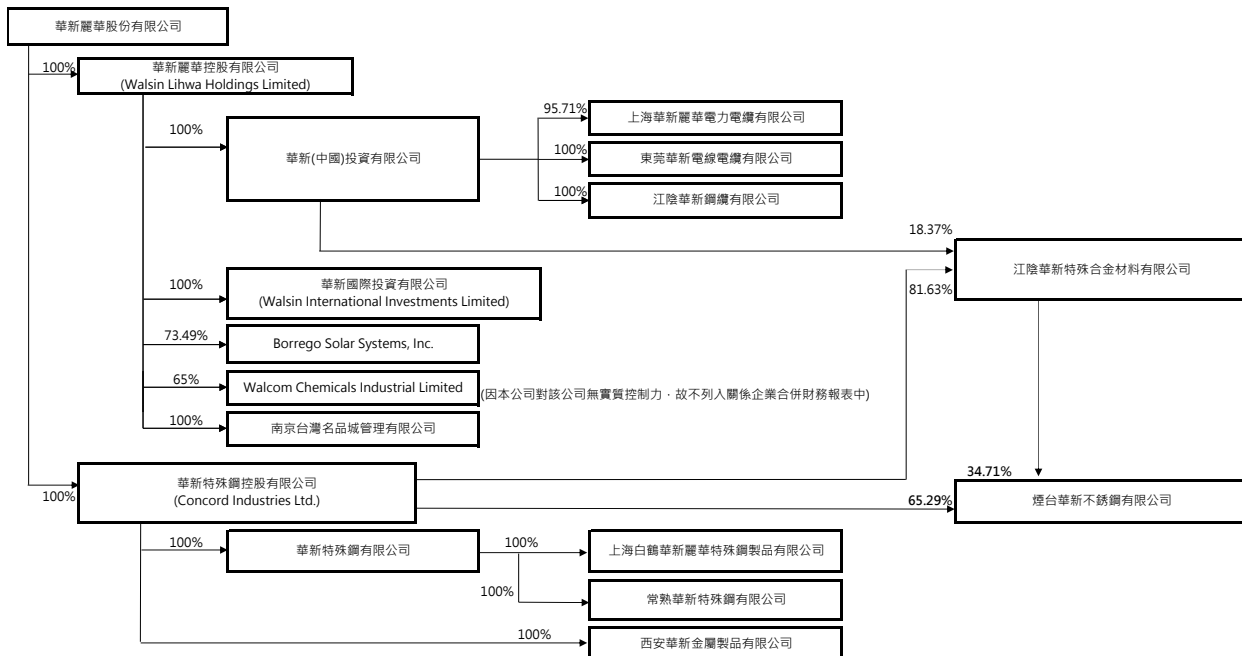 華新麗華股份有限公司
100%
華新麗華控股有限公司
(Walsin Lihwa Holdings Limited)
100%
華新(中國)投資有限公司
95.71%
上海華新麗華電力電纜有限公司
100%
東莞華新電線電纜有限公司
100%
江陰華新鋼纜有限公司
18.37%
江陰華新特殊合金材料有限公司
81.63%
100%
華新國際投資有限公司
(Walsin International Investments Limited)
73.49%
Borrego Solar Systems, Inc.
65%
Walcom Chemicals Industrial Limited
(因本公司對該公司無實質控制力，故不列入關係企業合併財務報表中)
100%
南京台灣名品城管理有限公司
100%
華新特殊鋼控股有限公司
(Concord Industries Ltd.)
34.71%
65.29%
煙台華新不銹鋼有限公司
100%
華新特殊鋼有限公司
100%
上海白鶴華新麗華特殊鋼製品有限公司
100%
常熟華新特殊鋼有限公司
100%
西安華新金屬製品有限公司